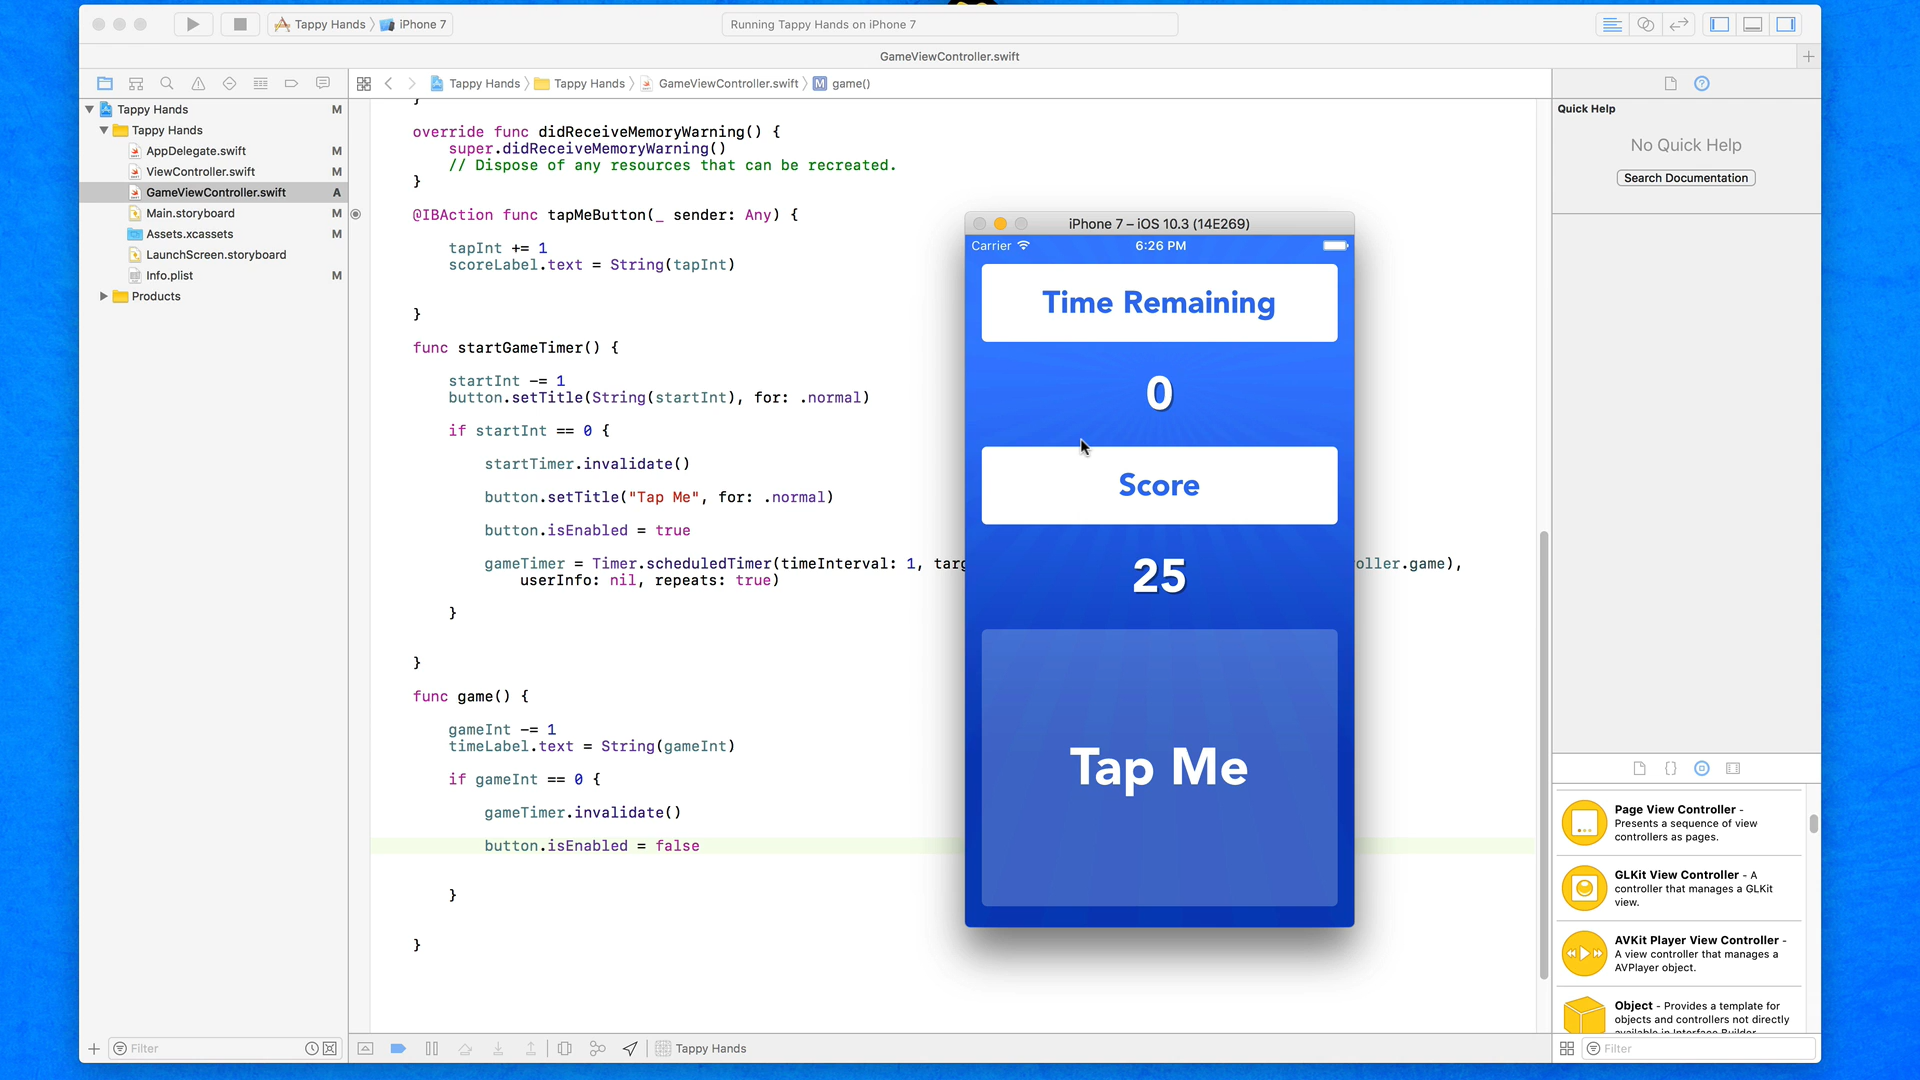 Tappy Hands
iPhone 7
Running Tappy Hands on iPhone 7
GameViewController.swift
Tappy Hands
Tappy Hands
GameViewController.swift
M
game()
Tappy Hands M
Tappy Hands
AppDelegate.swift M
ViewController.swift M
GameViewController.swift A
Main.storyboard M
Assets.xcassets M
LaunchScreen.storyboard
Info.plist M
Products
}
override func didReceiveMemoryWarning() {
super.didReceiveMemoryWarning()
// Dispose of any resources that can be recreated.
}
@IBAction func tapMeButton(_ sender: Any) {
tapInt += 1
scoreLabel.text = String(tapInt)
}
func startGameTimer() {
startInt -= 1
button.setTitle(String(startInt), for: .normal)
if startInt == 0 {
startTimer.invalidate()
button.setTitle("Tap Me", for: .normal)
button.isEnabled = true
gameTimer = Timer.scheduledTimer(timeInterval: 1, targ
oller.game),
userInfo: nil, repeats: true)
}
}
func game() {
gameInt -= 1
timeLabel.text = String(gameInt)
if gameInt == 0 {
gameTimer.invalidate()
button.isEnabled = false
}
}
iPhone 7 – iOS 10.3 (14E269)
Carrier
6:26 PM
Time Remaining
0
Score
25
Tap Me
Quick Help
No Quick Help
Search Documentation
Page View Controller -
Presents a sequence of view
controllers as pages.
GLKit View Controller - A
controller that manages a GLKit
view.
AVKit Player View Controller -
A view controller that manages a
AVPlayer object.
Object - Provides a template for
objects and controllers not directly
available in Interface Builder
Filter
Tappy Hands
Filter